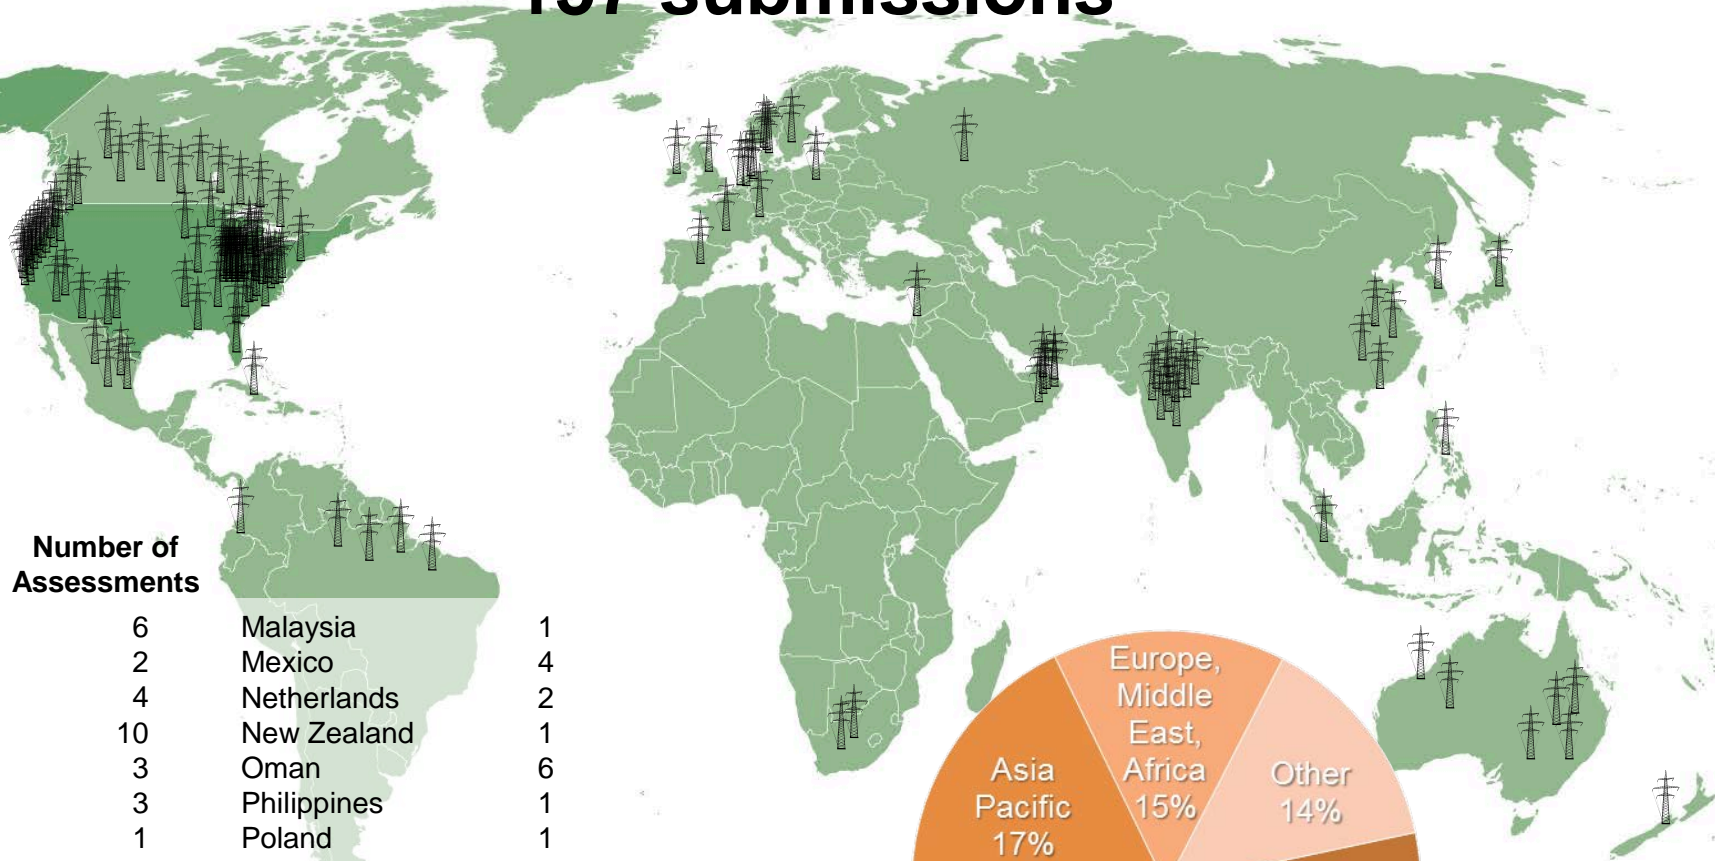 submissions
Number of
Assessments
6 Malaysia 1
2 Mexico 4
4 Netherlands 2
10 New Zealand 1
3 Oman 6
3 Philippines 1
1 Poland 1
Europe,
Middle
East,
Africa
15%
Asia
Pacific
17%
Other
14%